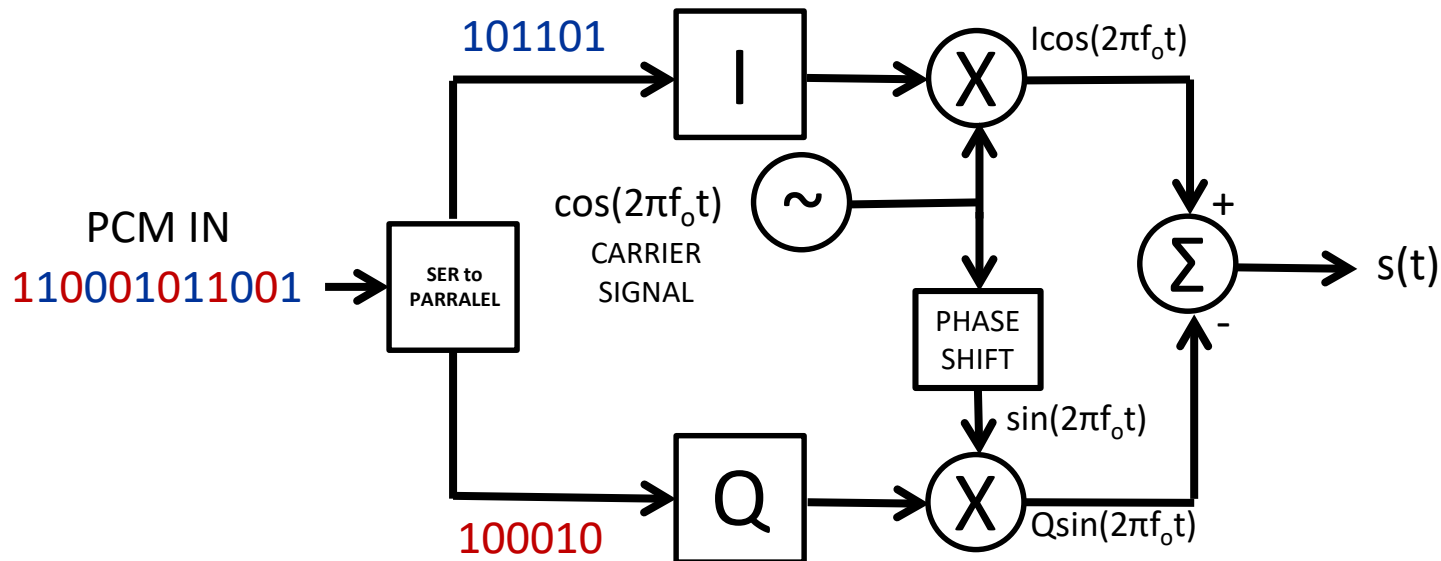 101101
I
X
Icos(2πfₒt)
cos(2πfₒt)
CARRIER
SIGNAL
~
+
PCM IN
110001011001
SER to
PARRALEL
Σ
s(t)
-
PHASE
SHIFT
sin(2πfₒt)
Q
X
Qsin(2πfₒt)
100010